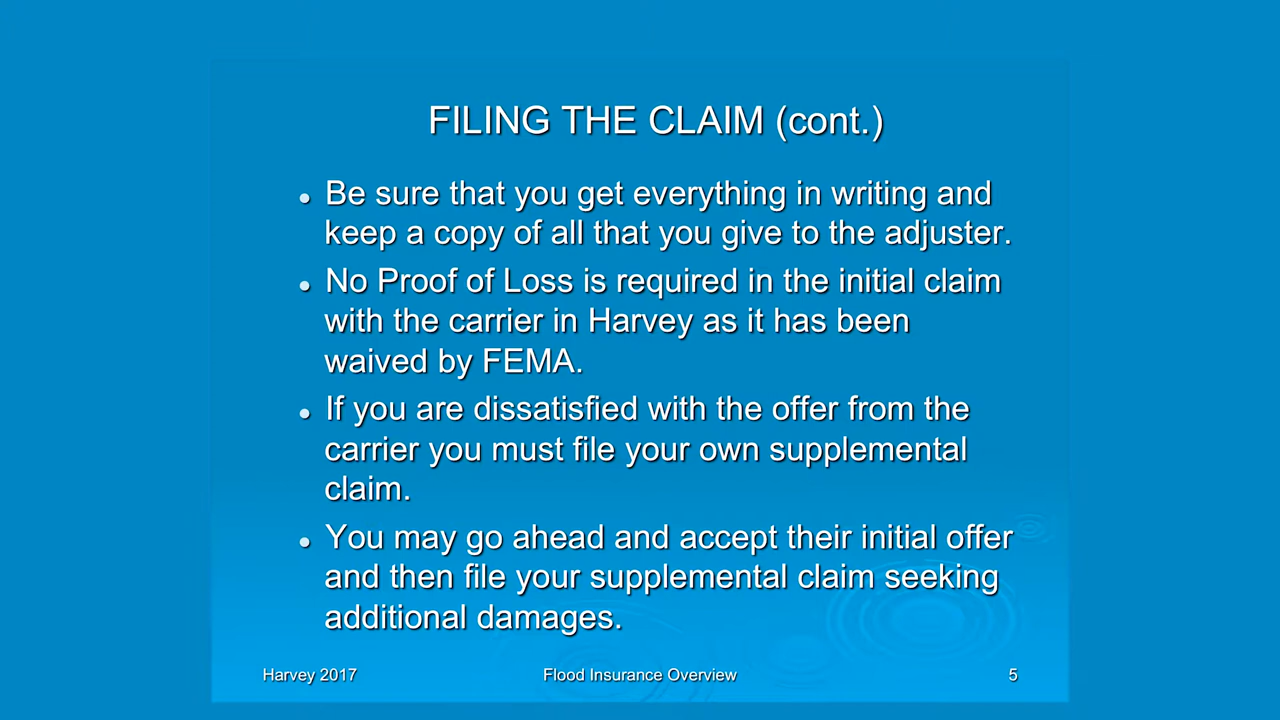 FILING THE CLAIM (cont.)
• Be sure that you get everything in writing and
keep a copy of all that you give to the adjuster.
• No Proof of Loss is required in the initial claim
with the carrier in Harvey as it has been
waived by FEMA.
• If you are dissatisfied with the offer from the
carrier you must file your own supplemental
claim.
• You may go ahead and accept their initial offer
and then file your supplemental claim seeking
additional damages.
Harvey 2017 Flood Insurance Overview 5